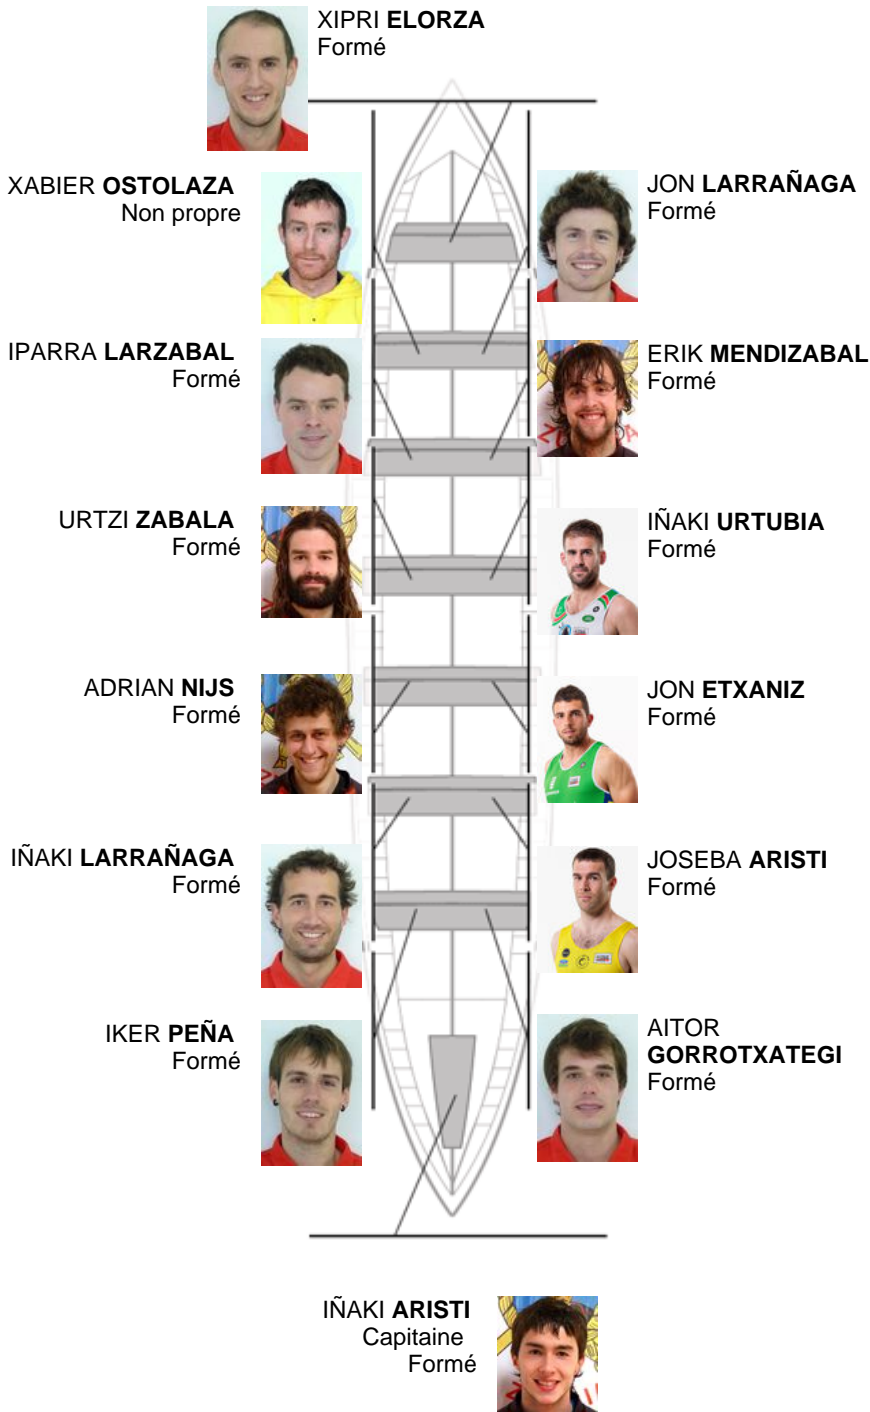 XIPRI ELORZA
Formé
XABIER OSTOLAZA
Non propre
JON LARRAÑAGA
Formé
IPARRA LARZABAL
Formé
ERIK MENDIZABAL
Formé
URTZI ZABALA
Formé
IÑAKI URTUBIA
Formé
ADRIAN NIJS
Formé
JON ETXANIZ
Formé
IÑAKI LARRAÑAGA
Formé
JOSEBA ARISTI
Formé
IKER PEÑA
Formé
AITOR
GORROTXATEGI
Formé
IÑAKI ARISTI
Capitaine
Formé